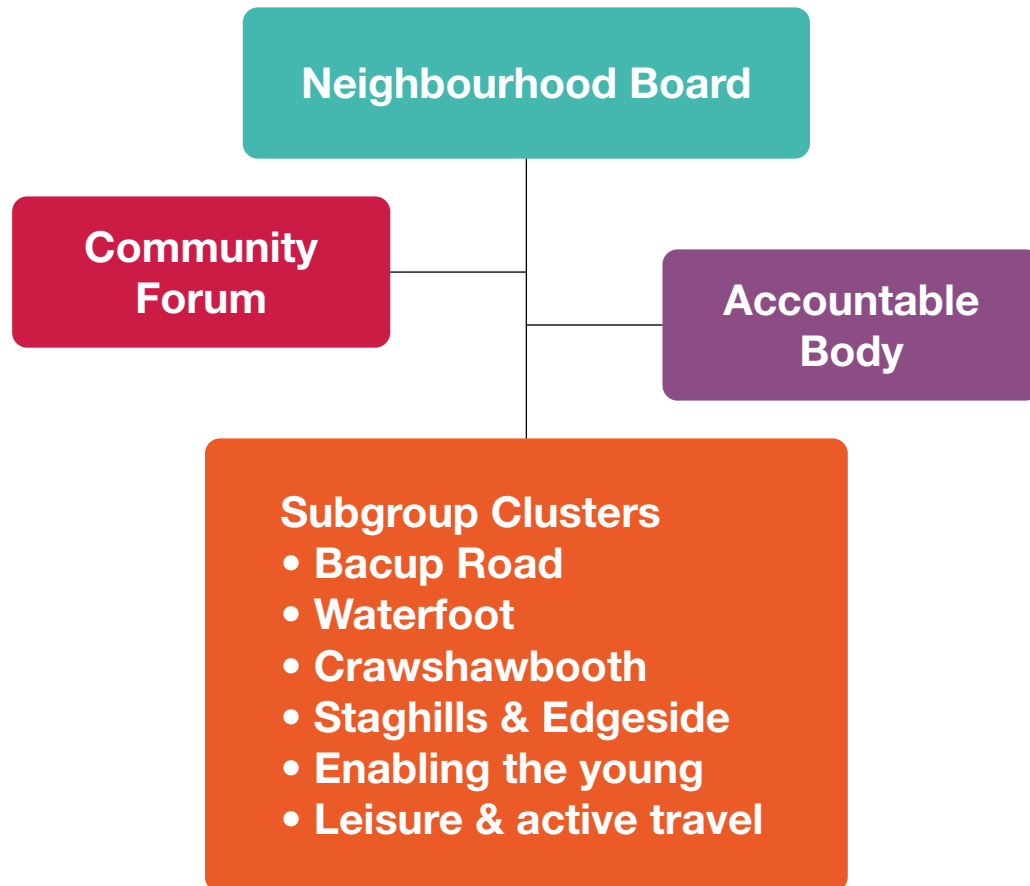 Neighbourhood Board
Community
Forum
Accountable
Body
Subgroup Clusters
• Bacup Road
• Waterfoot
• Crawshawbooth
• Staghills & Edgeside
• Enabling the young
• Leisure & active travel